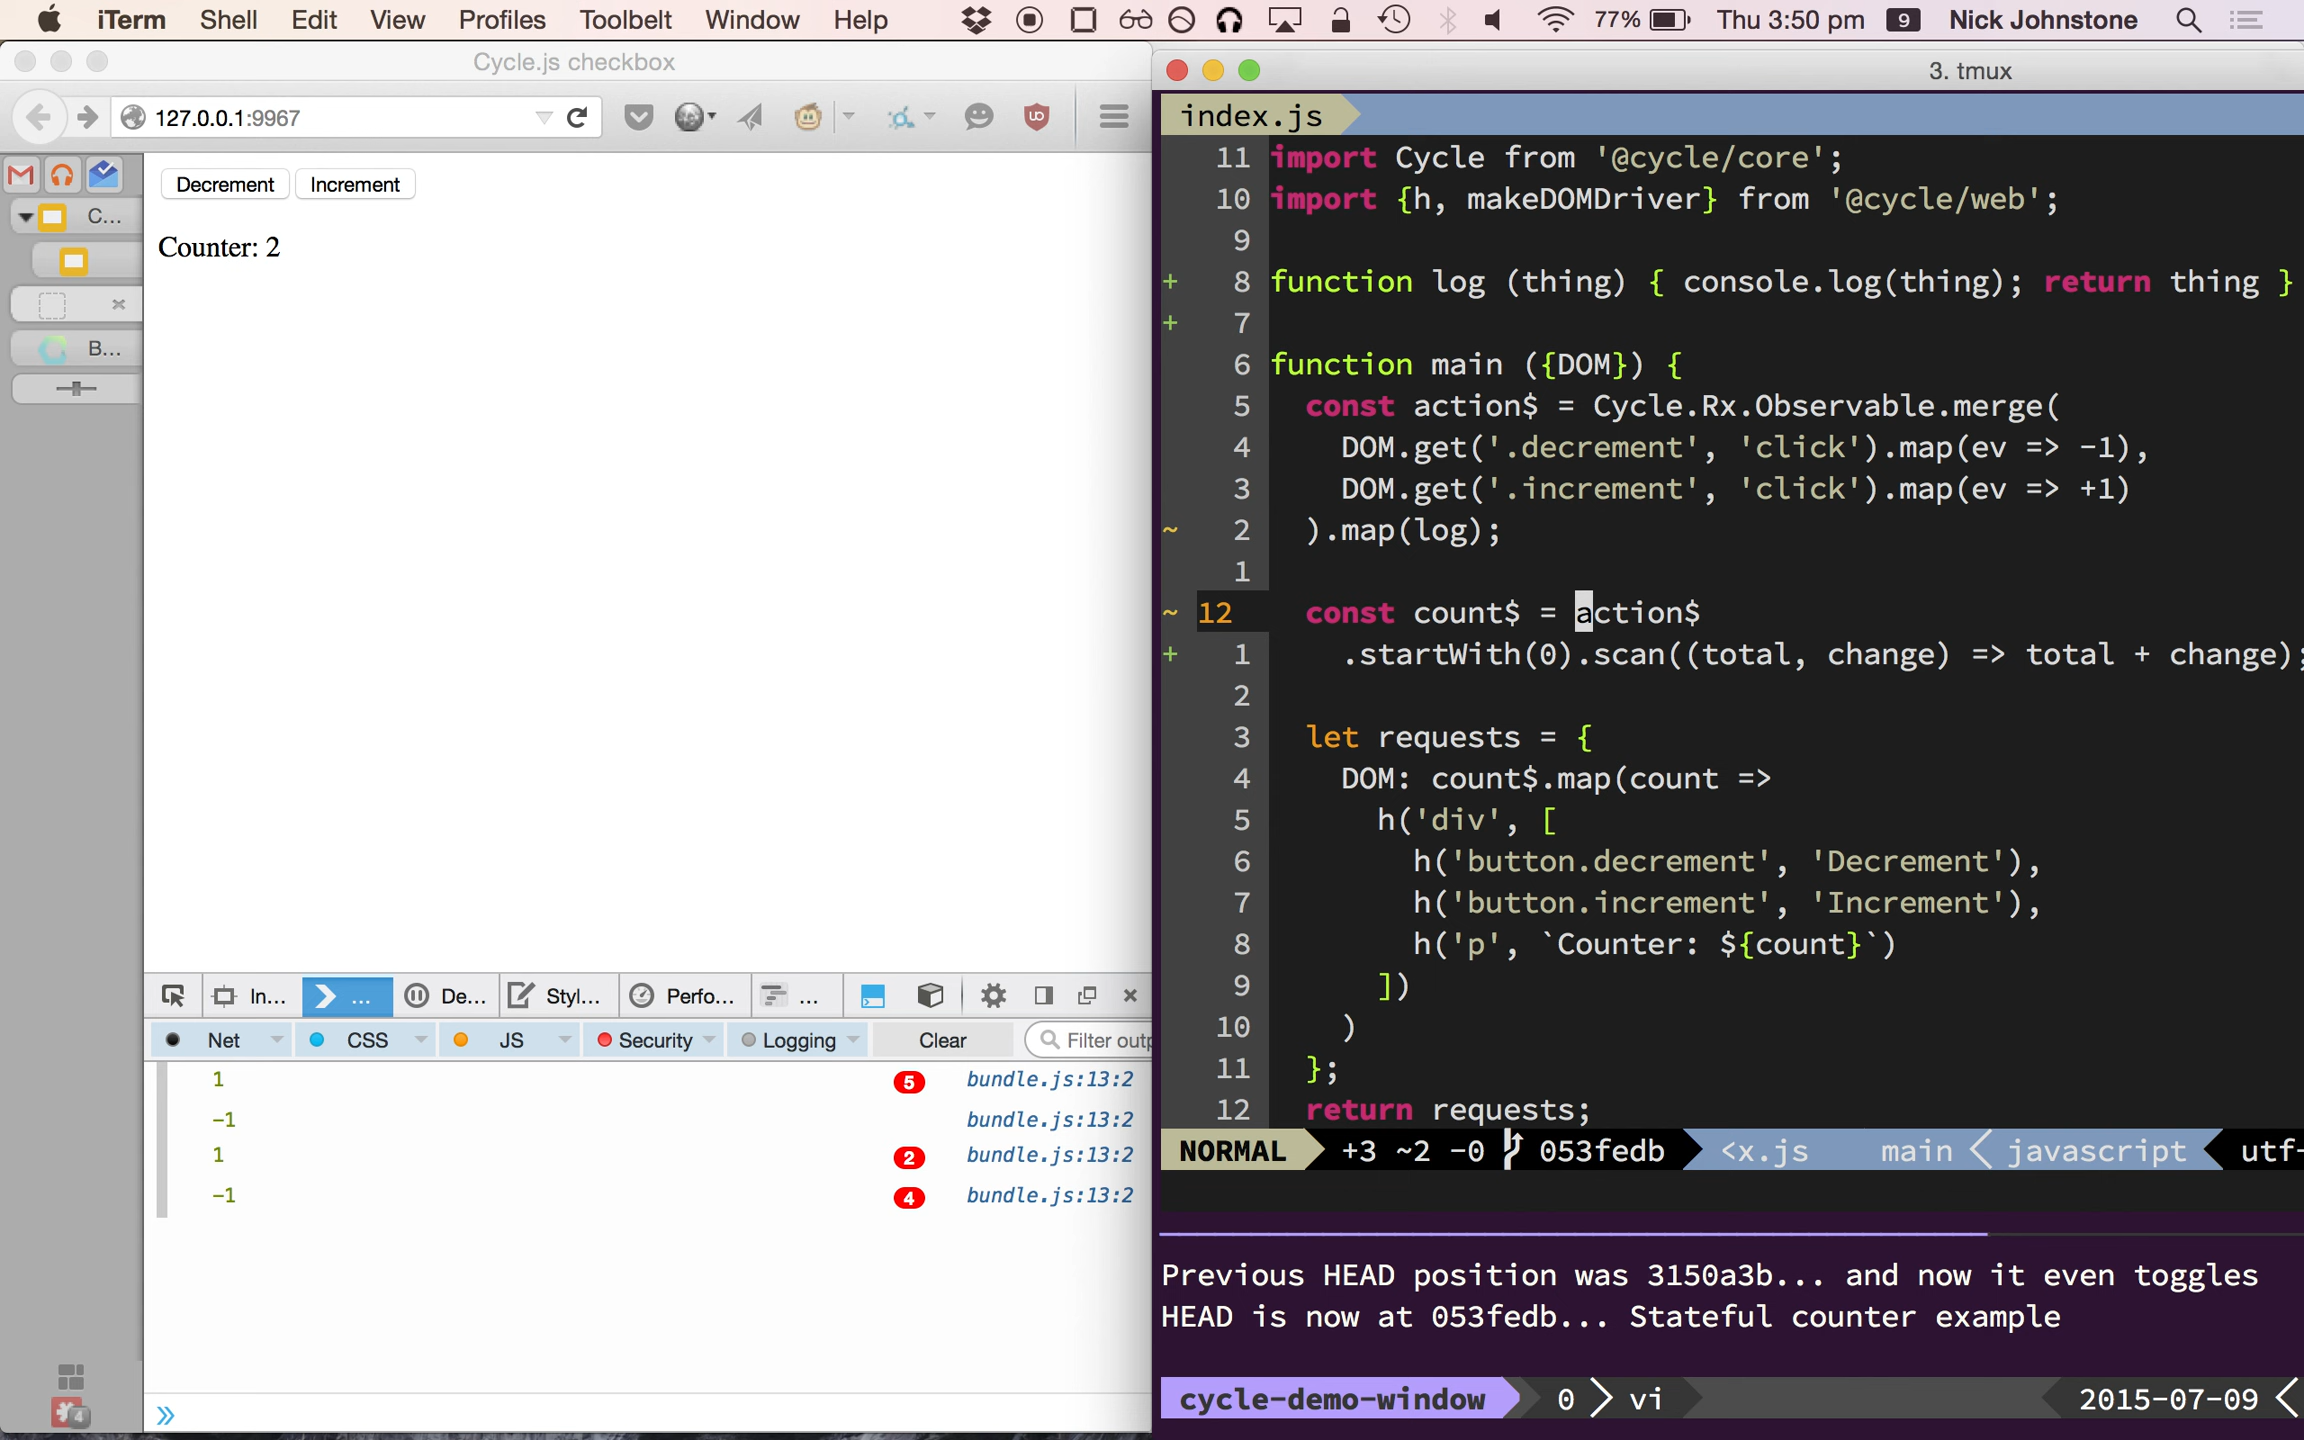 iTerm Shell Edit View Profiles Toolbelt Window Help 77% Thu 3:50 pm 9 Nick Johnstone
Cycle.js checkbox
127.0.0.1:9967
C...
B...
4
Decrement Increment
Counter: 2
In... ... De... Styl... Perfo... ...
Net CSS JS Security Logging Clear Filter outp
1 5 bundle.js:13:2
-1 bundle.js:13:2
1 2 bundle.js:13:2
-1 4 bundle.js:13:2
»
3. tmux
index.js
11 import Cycle from '@cycle/core';
10 import {h, makeDOMDriver} from '@cycle/web';
9
+ 8 function log (thing) { console.log(thing); return thing }
+ 7
6 function main ({DOM}) {
5 const action$ = Cycle.Rx.Observable.merge(
4 DOM.get('.decrement', 'click').map(ev => -1),
3 DOM.get('.increment', 'click').map(ev => +1)
~ 2 ).map(log);
1
~ 12 const count$ = action$
+ 1 .startWith(0).scan((total, change) => total + change);
2
3 let requests = {
4 DOM: count$.map(count =>
5 h('div', [
6 h('button.decrement', 'Decrement'),
7 h('button.increment', 'Increment'),
8 h('p', `Counter: ${count}`)
9 ])
10 )
11 };
12 return requests;
NORMAL +3 ~2 -0 053fedb <x.js main javascript utf-
Previous HEAD position was 3150a3b... and now it even toggles
HEAD is now at 053fedb... Stateful counter example
cycle-demo-window 0 vi 2015-07-09